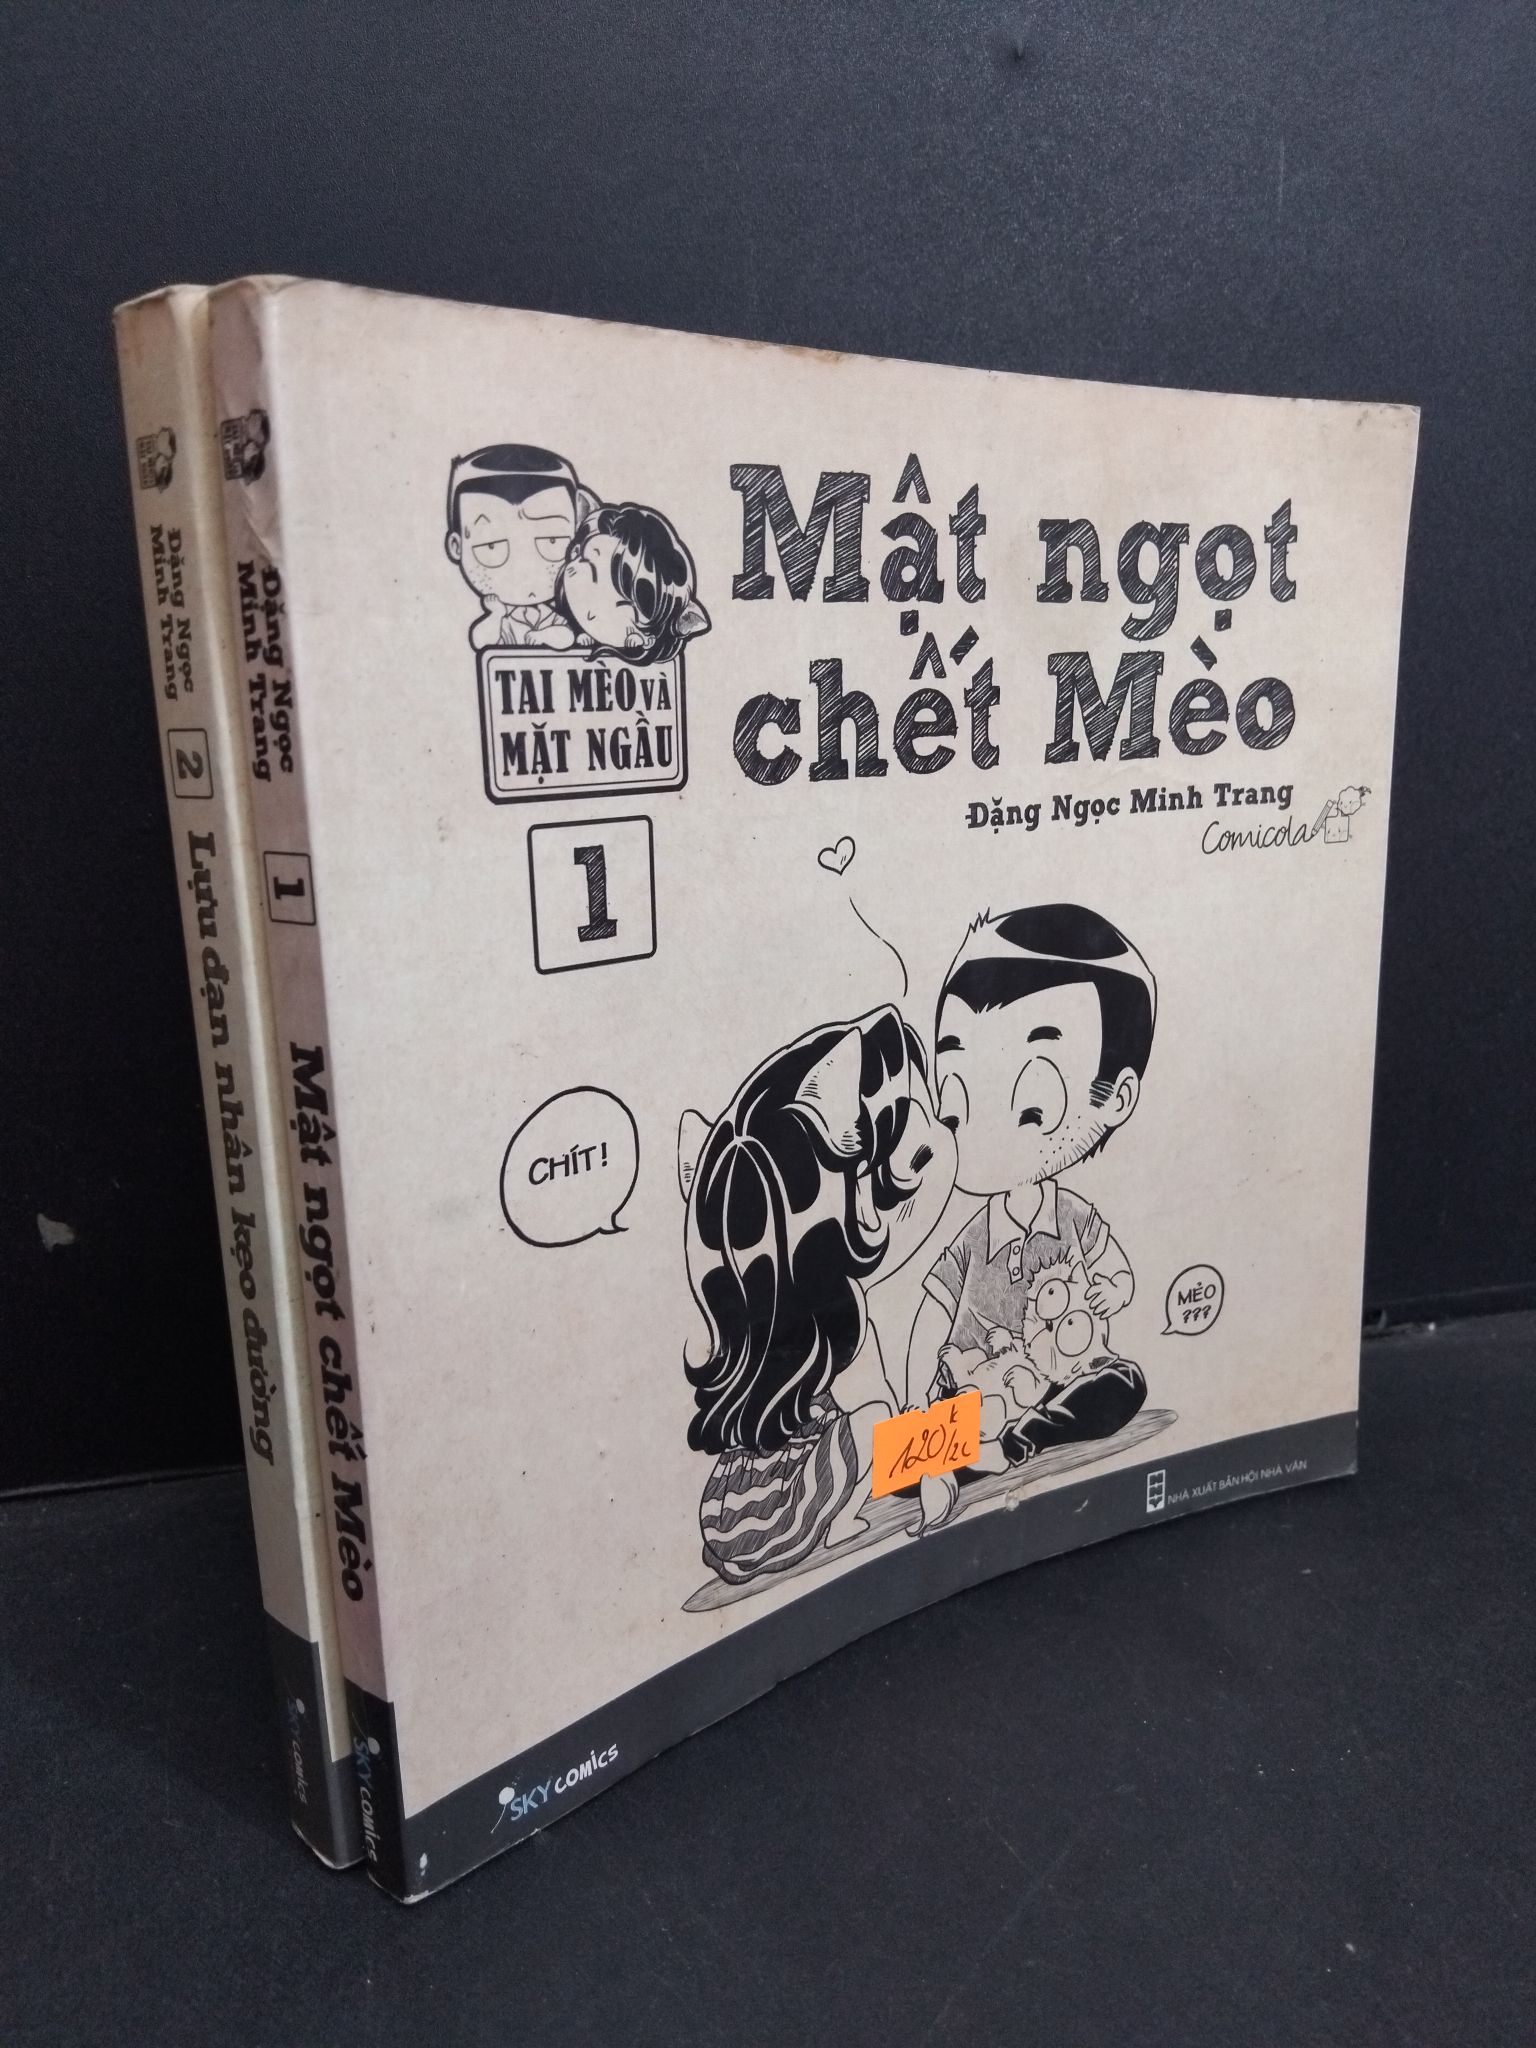 Đặng Ngọc
Minh Trang
2
Lựu đạn nhân kẹo đường
SKY COMICS
Đặng Ngọc
Minh Trang
1
Mật ngọt chết Mèo
SKY COMICS
TAI MÈO VÀ
MẶT NGẦU
1
Mật ngọt
chết Mèo
Đặng Ngọc Minh Trang
Comicola
CHÍT!
MẺO
???
120k/2c
NHÀ XUẤT BẢN HỘI NHÀ VĂN
SKY COMICS